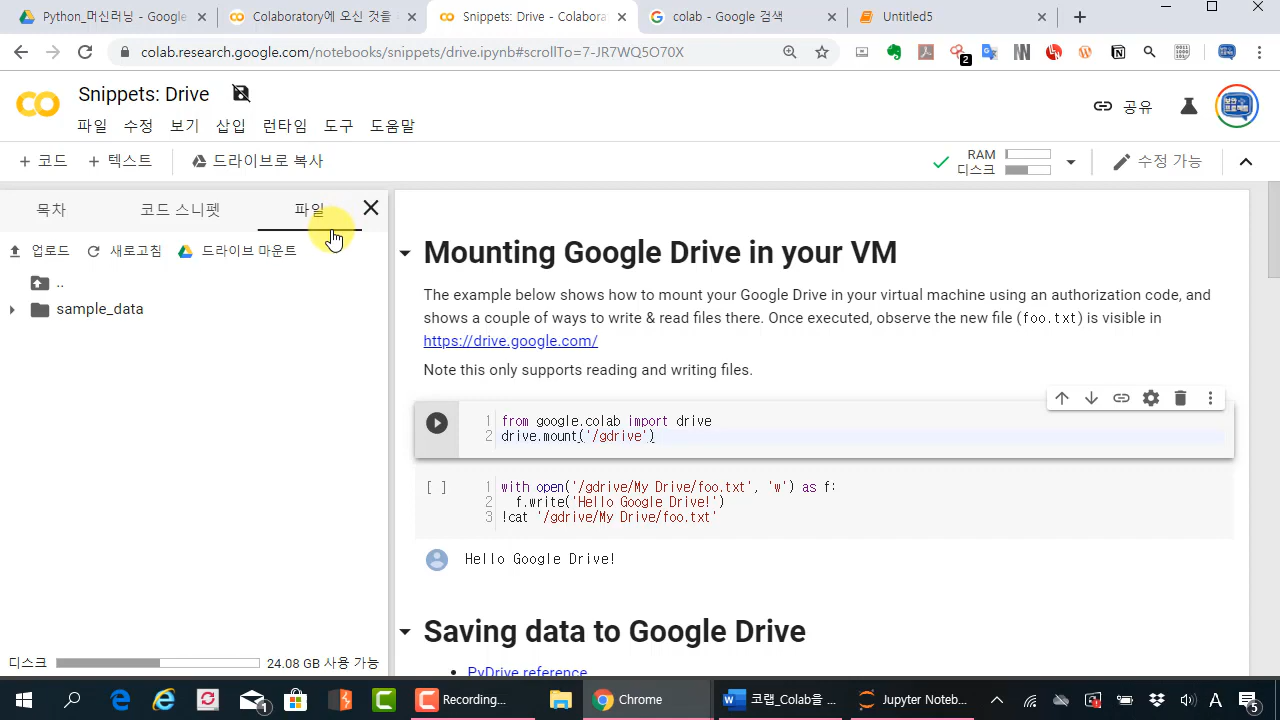 Python_머신러닝 - Google
Colaboratory에 오신 것을
Snippets: Drive - Colabora
colab - Google 검색
Untitled5
colab.research.google.com/notebooks/snippets/drive.ipynb#scrollTo=7-JR7WQ5O70X
2
Snippets: Drive
파일 수정 보기 삽입 런타임 도구 도움말
공유
+ 코드 + 텍스트 드라이브로 복사
RAM
디스크
수정 가능
목차 코드 스니펫 파일
업로드 새로고침 드라이브 마운트
..
sample_data
디스크 24.08 GB 사용 가능
Mounting Google Drive in your VM
The example below shows how to mount your Google Drive in your virtual machine using an authorization code, and
shows a couple of ways to write & read files there. Once executed, observe the new file (foo.txt) is visible in
https://drive.google.com/
Note this only supports reading and writing files.
1 from google.colab import drive
2 drive.mount('/gdrive')
[ ] 1 with open('/gdrive/My Drive/foo.txt', 'w') as f:
2 f.write('Hello Google Drive!')
3 !cat '/gdrive/My Drive/foo.txt'
Hello Google Drive!
Saving data to Google Drive
PyDrive reference
1
Recording...
Chrome
코랩_Colab을 ...
Jupyter Noteb...
A
5